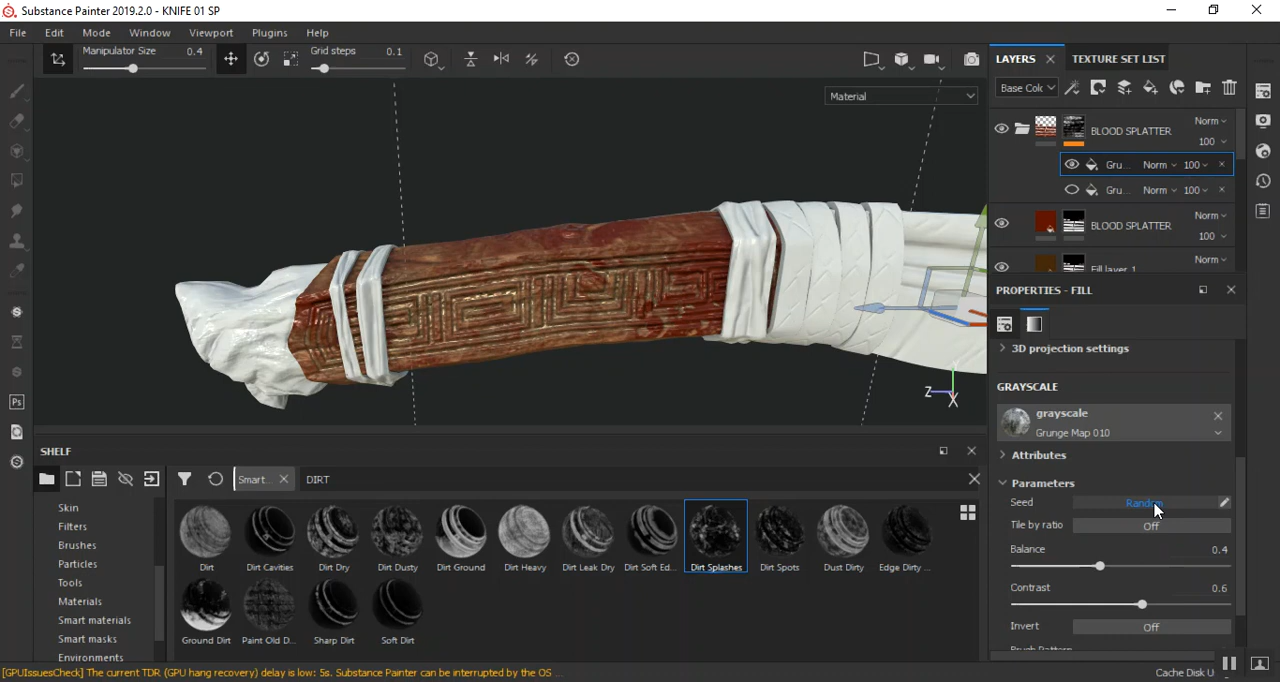 Substance Painter 2019.2.0 - KNIFE 01 SP
File Edit Mode Window Viewport Plugins Help
Manipulator Size 0.4
Grid steps 0.1
Material
LAYERS
TEXTURE SET LIST
Base Col
BLOOD SPLATTER
Norm
100
Gru... Norm 100
Gru... Norm 100
BLOOD SPLATTER
Norm
100
Fill layer 1
Norm
Z
X
PROPERTIES - FILL
3D projection settings
GRAYSCALE
grayscale
Grunge Map 010
Attributes
Parameters
Seed Random
Tile by ratio Off
Balance 0.4
Contrast 0.6
Invert Off
SHELF
Smart...
DIRT
Skin
Filters
Brushes
Particles
Tools
Materials
Smart materials
Smart masks
Environments
Dirt
Dirt Cavities
Dirt Dry
Dirt Dusty
Dirt Ground
Dirt Heavy
Dirt Leak Dry
Dirt Soft Ed...
Dirt Splashes
Dirt Spots
Dust Dirty
Edge Dirty ...
Ground Dirt
Paint Old D...
Sharp Dirt
Soft Dirt
Ps
[GPUIssuesCheck] The current TDR (GPU hang recovery) delay is low: 5s. Substance Painter can be interrupted by the OS ...
Cache Disk U